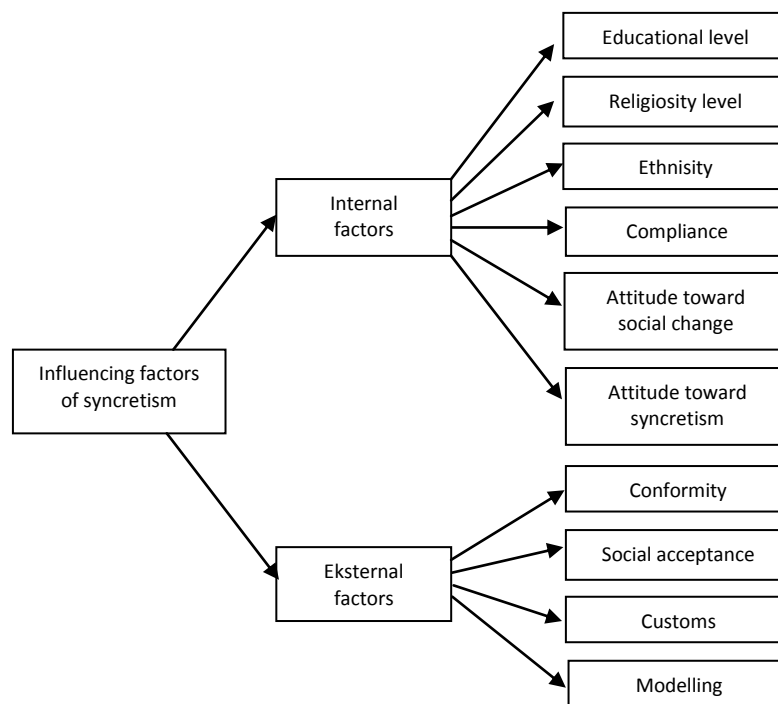 Influencing factors
of syncretism
Internal
factors
Educational level
Religiosity level
Ethnisity
Compliance
Attitude toward
social change
Attitude toward
syncretism
Eksternal
factors
Conformity
Social acceptance
Customs
Modelling